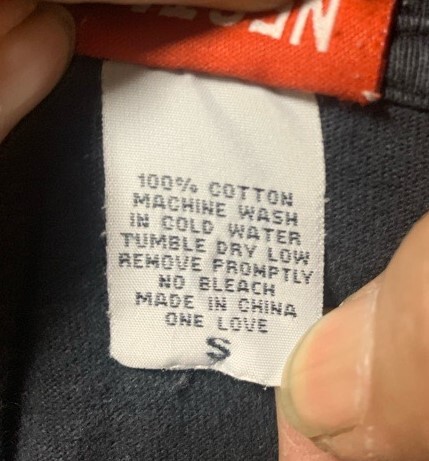 100% COTTON
MACHINE WASH
IN COLD WATER
TUMBLE DRY LOW
REMOVE PROMPTLY
NO BLEACH
MADE IN CHINA
ONE LOVE
S